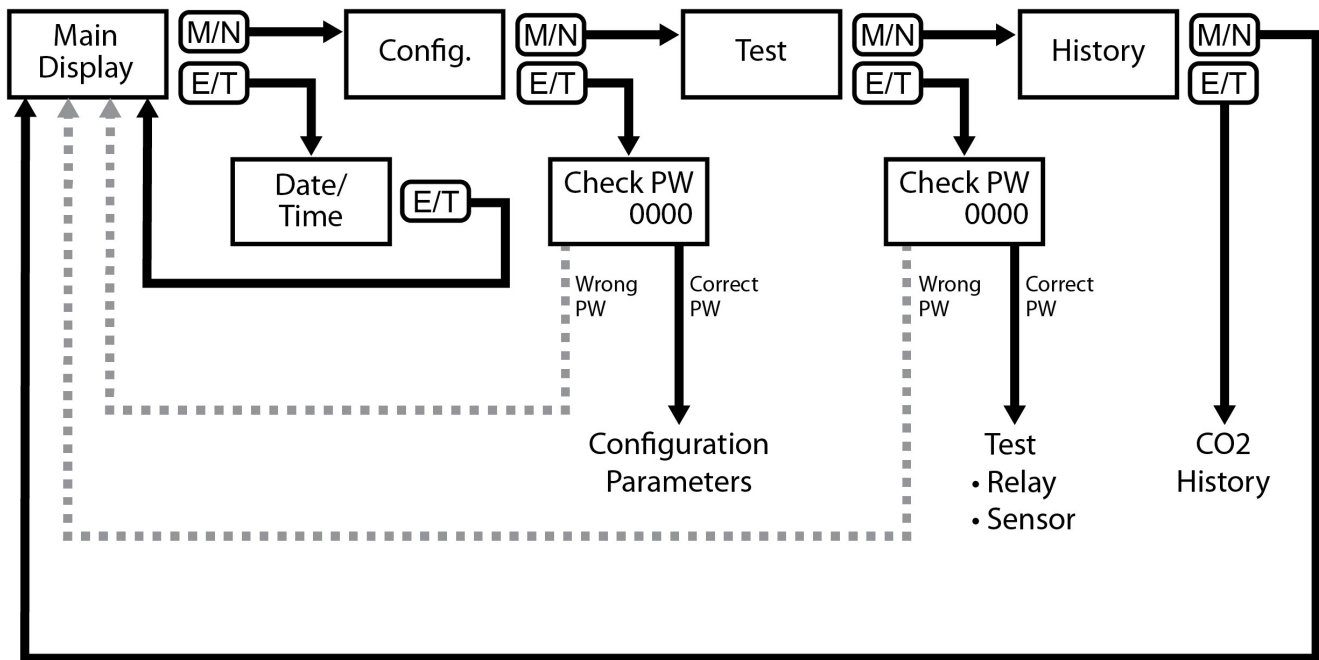 Main
Display
M/N
E/T
Config.
M/N
E/T
Test
M/N
E/T
History
M/N
E/T
Date/
Time
E/T
Check PW
0000
Check PW
0000
Wrong
PW
Correct
PW
Wrong
PW
Correct
PW
Configuration
Parameters
Test
• Relay
• Sensor
CO2
History